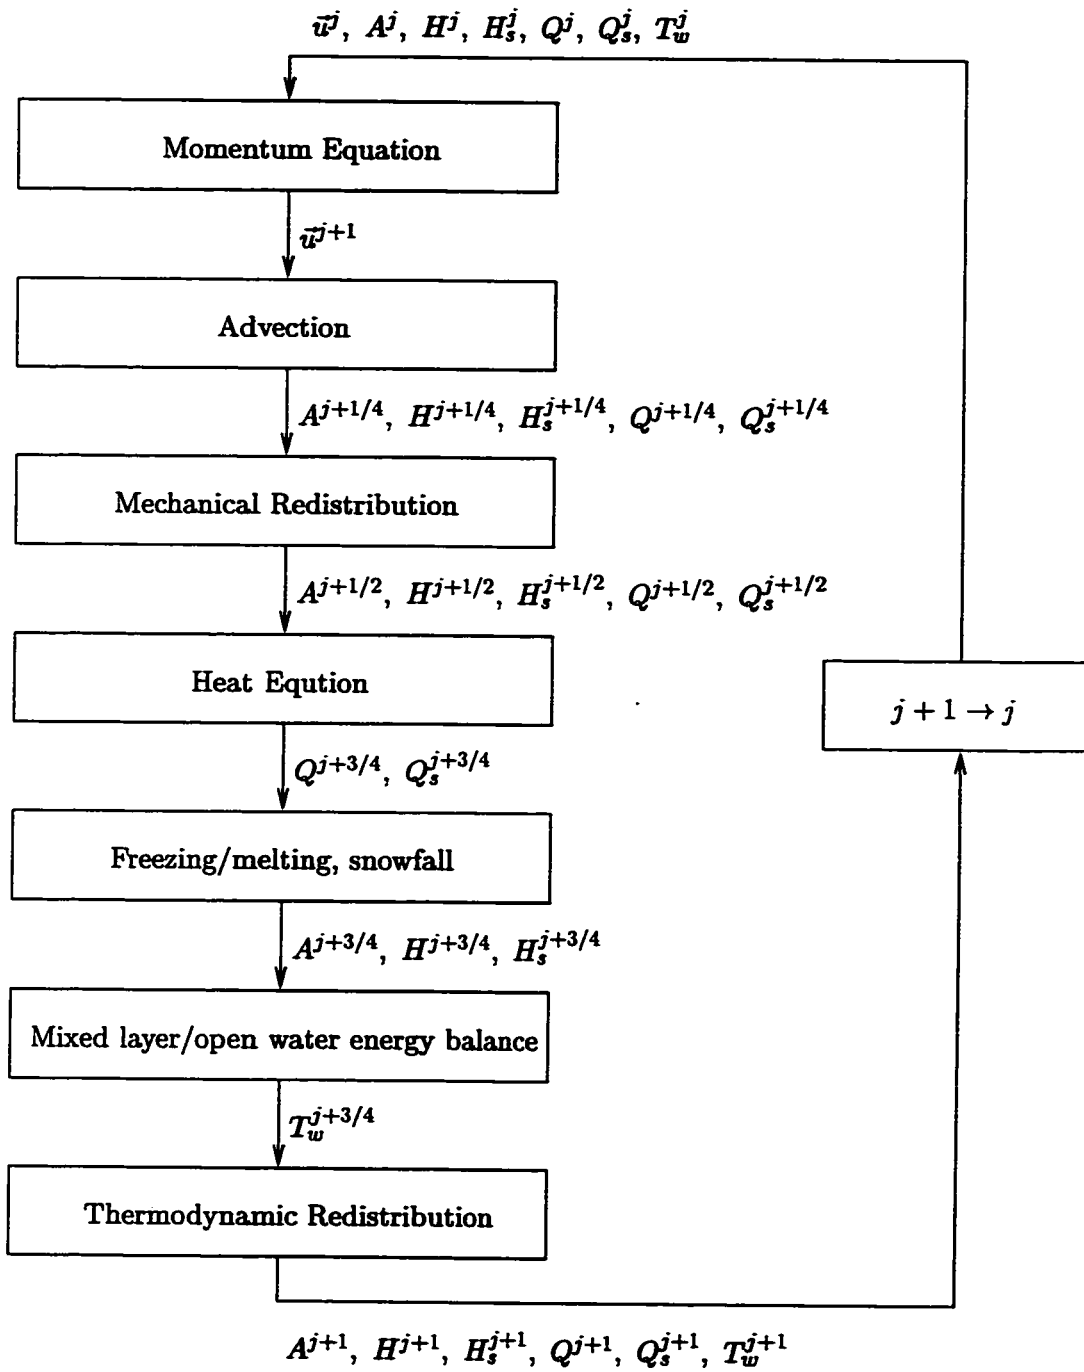 $\vec{u}^{j}$, $A^{j}$, $H^{j}$, $H_s^{j}$, $Q^{j}$, $Q_s^{j}$, $T_w^{j}$
Momentum Equation
$\vec{u}^{j+1}$
Advection
$A^{j+1/4}$, $H^{j+1/4}$, $H_s^{j+1/4}$, $Q^{j+1/4}$, $Q_s^{j+1/4}$
Mechanical Redistribution
$A^{j+1/2}$, $H^{j+1/2}$, $H_s^{j+1/2}$, $Q^{j+1/2}$, $Q_s^{j+1/2}$
Heat Eqution
$j + 1 \to j$
$Q^{j+3/4}$, $Q_s^{j+3/4}$
Freezing/melting, snowfall
$A^{j+3/4}$, $H^{j+3/4}$, $H_s^{j+3/4}$
Mixed layer/open water energy balance
$T_w^{j+3/4}$
Thermodynamic Redistribution
$A^{j+1}$, $H^{j+1}$, $H_s^{j+1}$, $Q^{j+1}$, $Q_s^{j+1}$, $T_w^{j+1}$